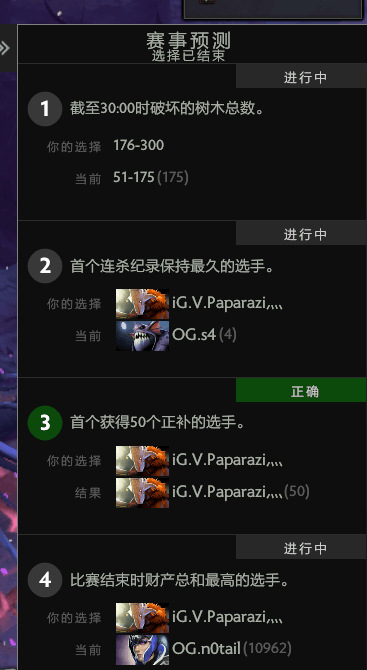 赛事预测
选择已结束
进行中
1 截至30:00时破坏的树木总数。
你的选择 176-300
当前 51-175 (175)
进行中
2 首个连杀纪录保持最久的选手。
你的选择 iG.V.Paparazi,,,,
当前 OG.s4 (4)
正确
3 首个获得50个正补的选手。
你的选择 iG.V.Paparazi,,,,
结果 iG.V.Paparazi,,,, (50)
进行中
4 比赛结束时财产总和最高的选手。
你的选择 iG.V.Paparazi,,,,
当前 OG.n0tail (10962)